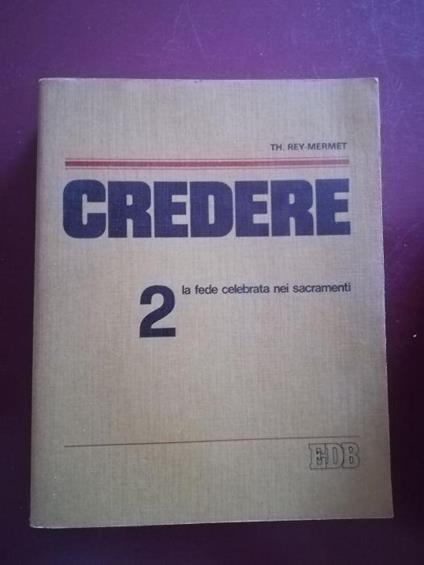 TH. REY-MERMET
CREDERE
2 la fede celebrata nei sacramenti
EDB